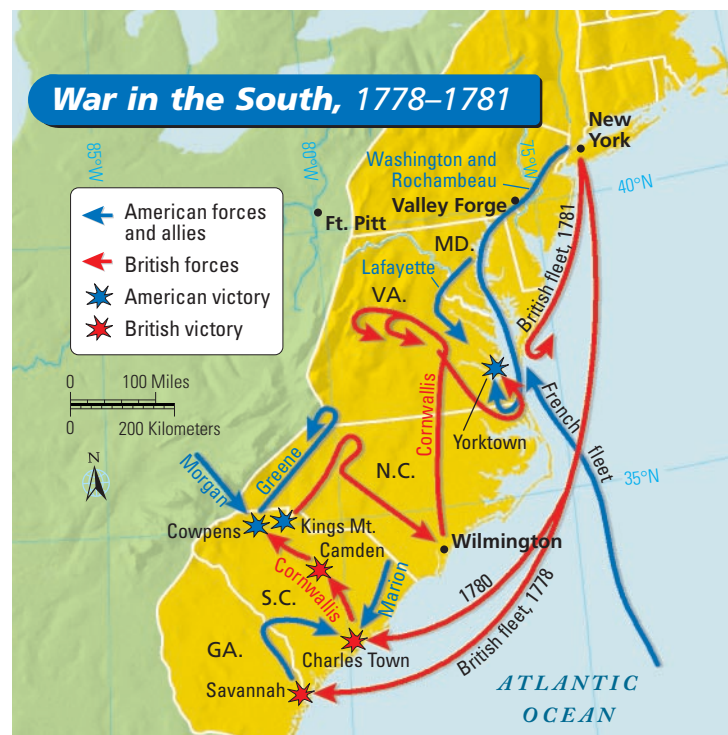 War in the South, 1778–1781
New
York
85°W
80°W
75°W
40°N
Washington and
Rochambeau
Valley Forge
Ft. Pitt
American forces
and allies
British forces
American victory
British victory
MD.
Lafayette
VA.
British fleet, 1781
0 100 Miles
0 200 Kilometers
N
Yorktown
Cornwallis
French fleet
Morgan
Greene
N.C.
35°N
Cowpens
Kings Mt.
Camden
Wilmington
Cornwallis
S.C.
Marion
1780
British fleet, 1778
GA.
Charles Town
Savannah
ATLANTIC
OCEAN